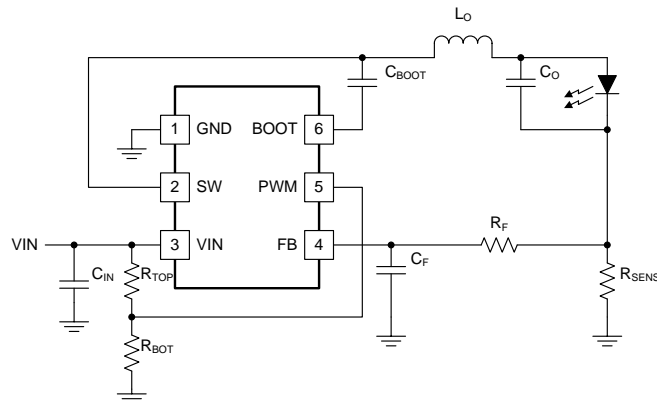 LO
CBOOT
CO
1 GND BOOT 6
2 SW PWM 5
3 VIN FB 4
VIN
RF
CIN
RTOP
CF
RSENS
RBOT